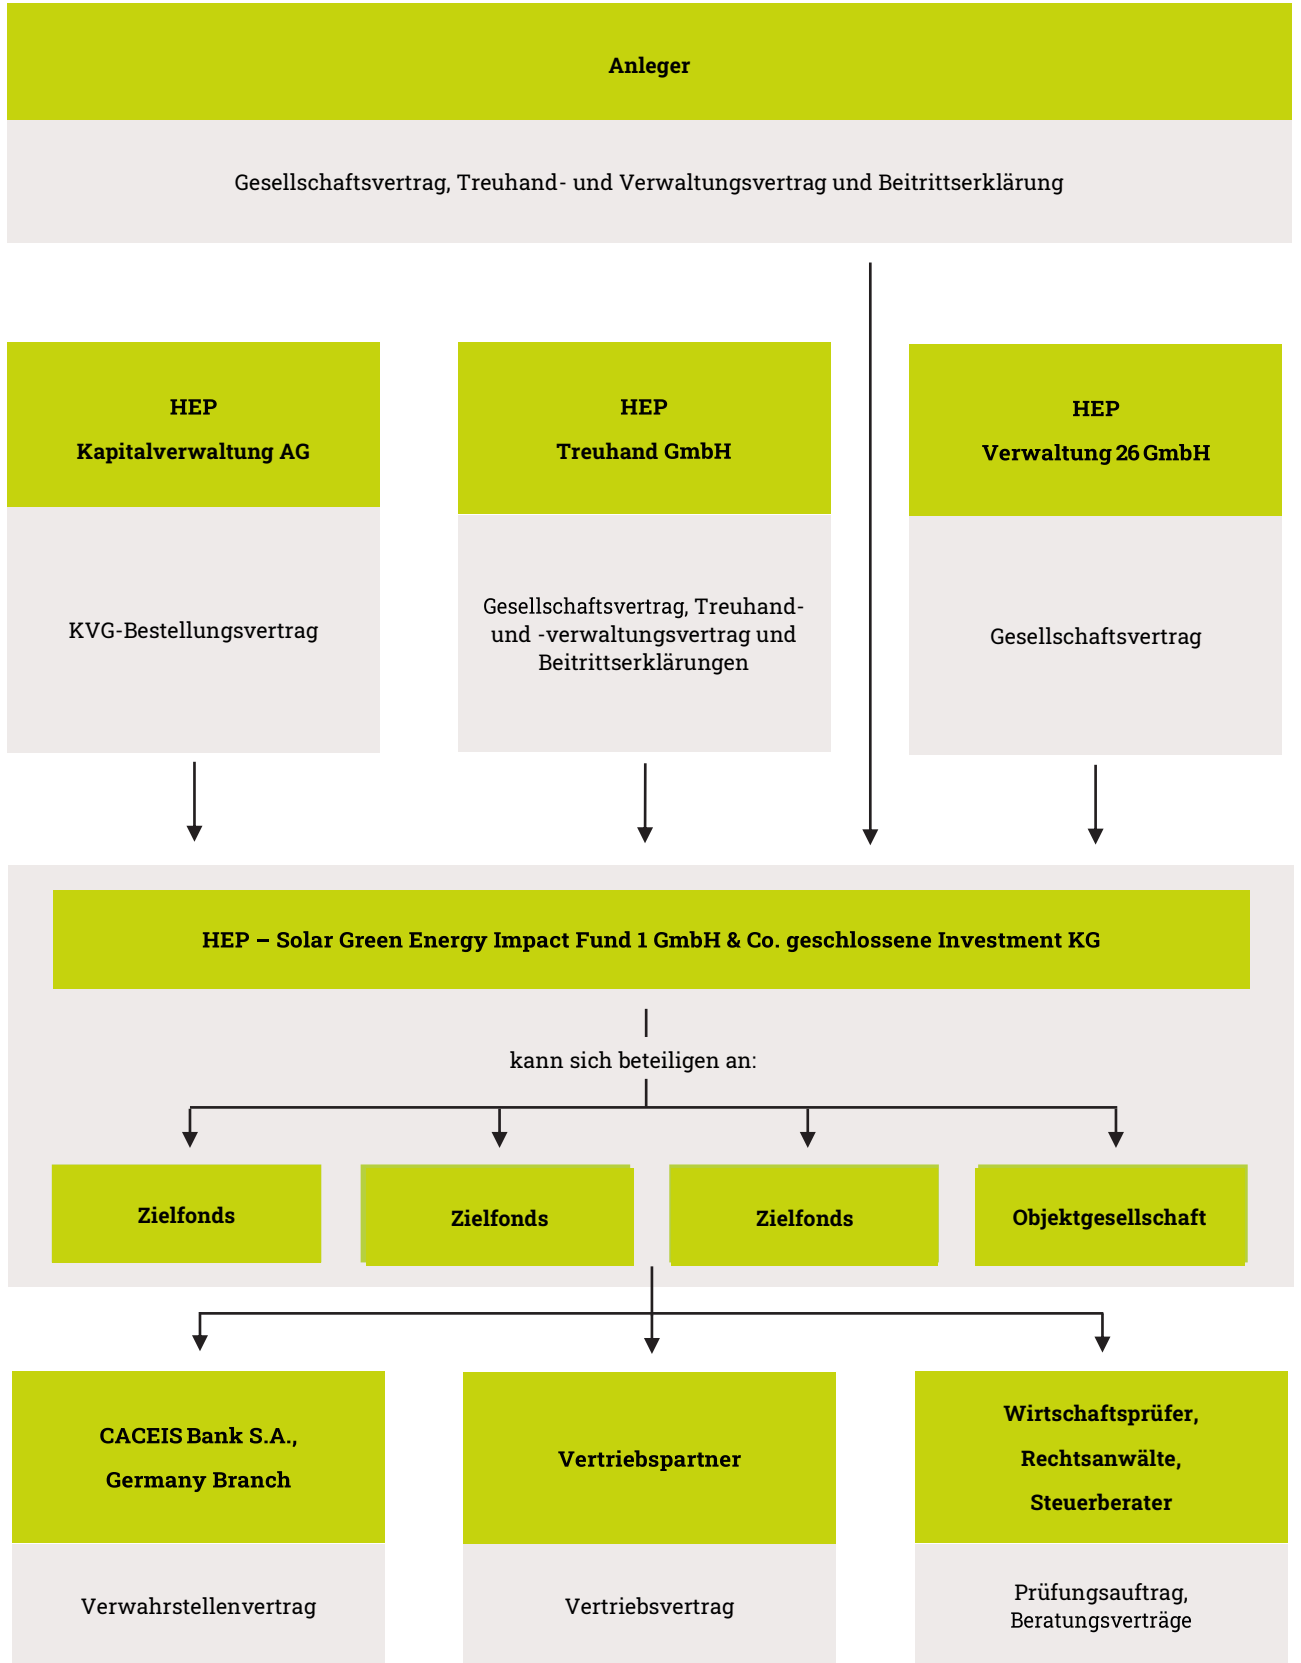 Anleger
Gesellschaftsvertrag, Treuhand- und Verwaltungsvertrag und Beitrittserklärung
HEP
Kapitalverwaltung AG
KVG-Bestellungsvertrag
HEP
Treuhand GmbH
Gesellschaftsvertrag, Treuhand-
und -verwaltungsvertrag und
Beitrittserklärungen
HEP
Verwaltung 26 GmbH
Gesellschaftsvertrag
HEP – Solar Green Energy Impact Fund 1 GmbH & Co. geschlossene Investment KG
kann sich beteiligen an:
Zielfonds
Zielfonds
Zielfonds
Objektgesellschaft
CACEIS Bank S.A.,
Germany Branch
Verwahrstellenvertrag
Vertriebspartner
Vertriebsvertrag
Wirtschaftsprüfer,
Rechtsanwälte,
Steuerberater
Prüfungsauftrag,
Beratungsverträge